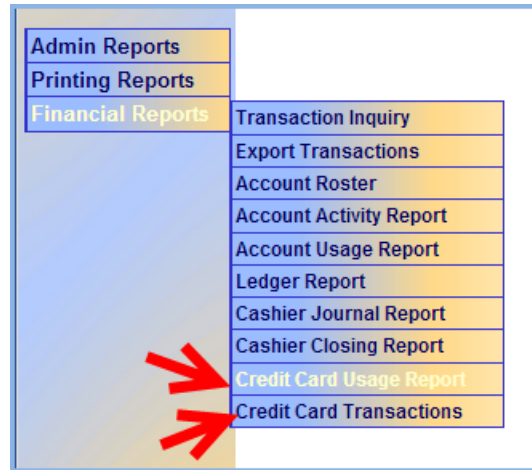 Admin Reports
Printing Reports
Financial Reports
Transaction Inquiry
Export Transactions
Account Roster
Account Activity Report
Account Usage Report
Ledger Report
Cashier Journal Report
Cashier Closing Report
Credit Card Usage Report
Credit Card Transactions